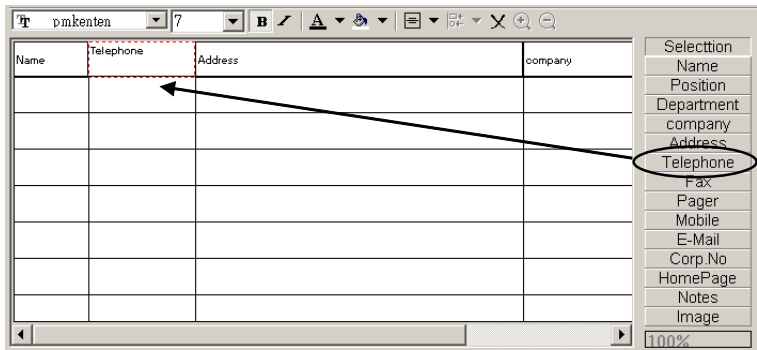 pmkenten 7 B I A
Name Telephone Address company
Selecttion
Name
Position
Department
company
Address
Telephone
Fax
Pager
Mobile
E-Mail
Corp.No
HomePage
Notes
Image
100%